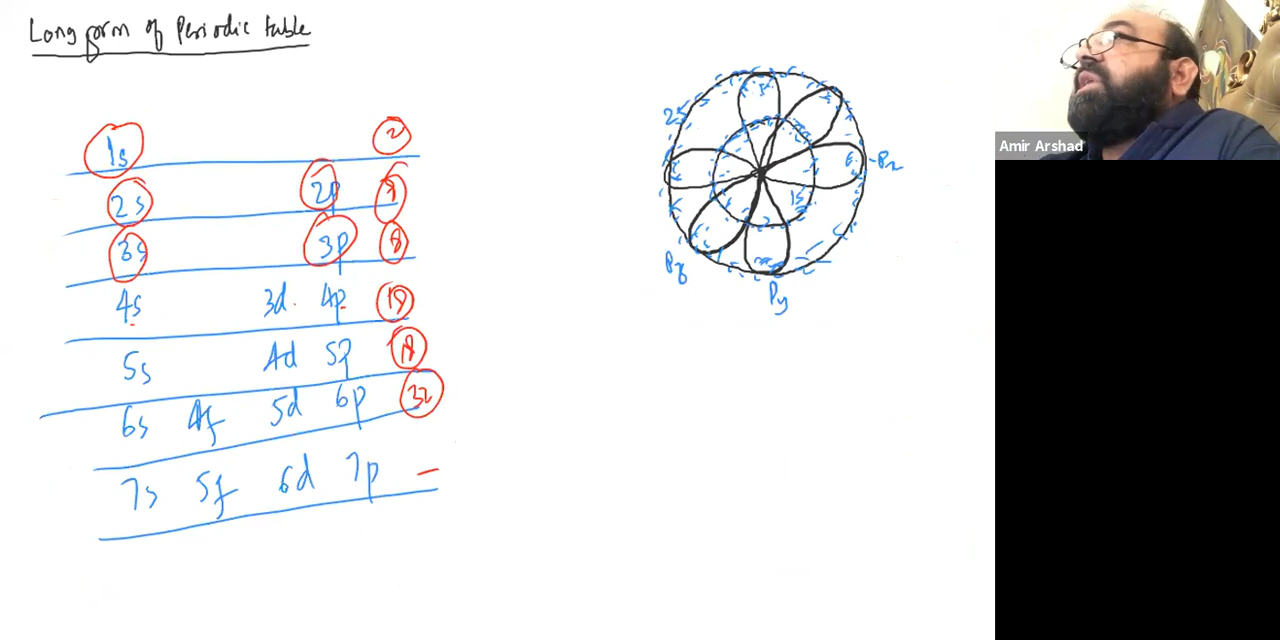 Long form of Periodic table
1s 2
2s 2p 8
3s 3p 8
4s 3d 4p 18
5s 4d 5p 18
6s 4f 5d 6p 32
7s 5f 6d 7p –
2s
1s
Px
Py
Amir Arshad